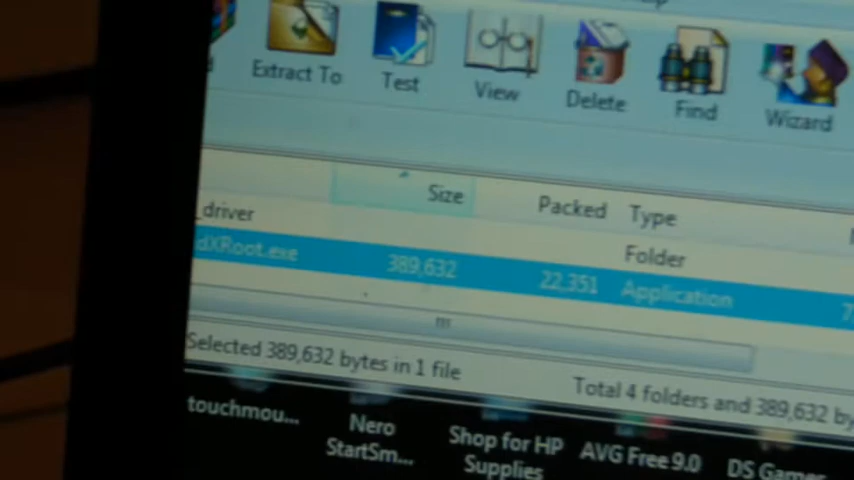 Extract To Test View Delete Find Wizard
Size Packed Type
_driver Folder
dXRoot.exe 389,632 22,351 Application
Selected 389,632 bytes in 1 file
Total 4 folders and 389,632 by
touchmou... Nero StartSm... Shop for HP Supplies AVG Free 9.0 DS Gamer